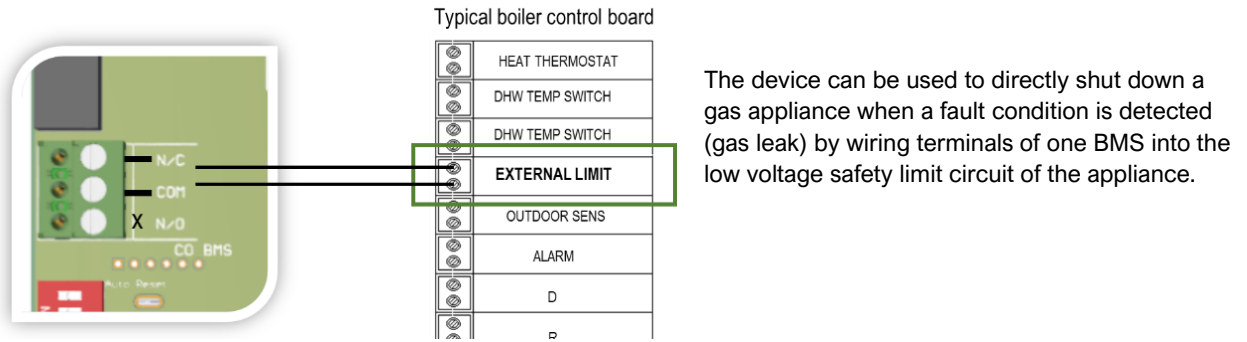 Typical boiler control board
HEAT THERMOSTAT
DHW TEMP SWITCH
DHW TEMP SWITCH
EXTERNAL LIMIT
OUTDOOR SENS
ALARM
D
R
N/C
COM
X N/O
CO BMS
Auto Reset
The device can be used to directly shut down a
gas appliance when a fault condition is detected
(gas leak) by wiring terminals of one BMS into the
low voltage safety limit circuit of the appliance.